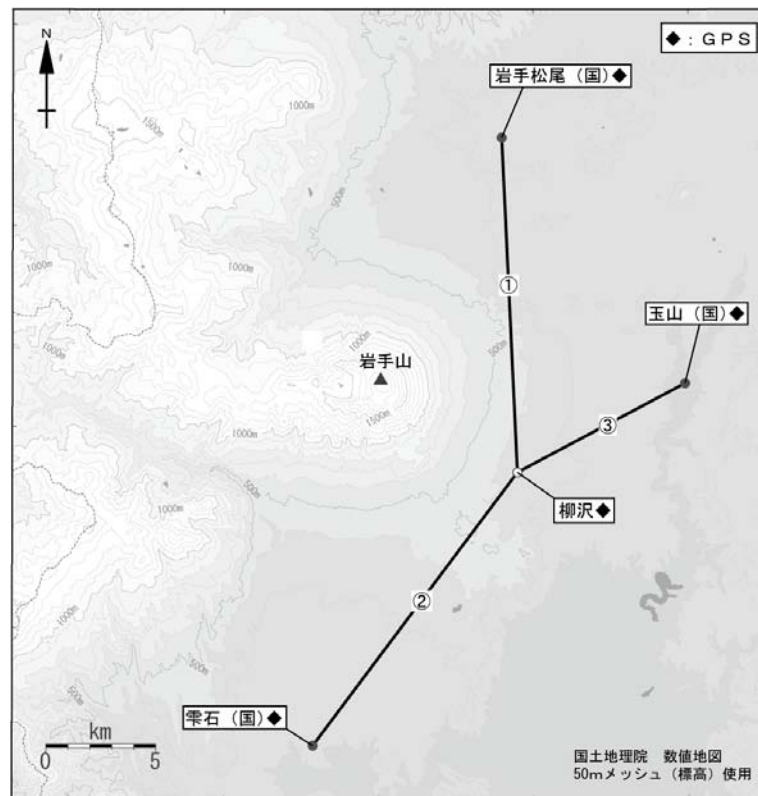 N
◆：ＧＰＳ
岩手松尾（国）◆
1000m
1500m
1000m
500m
1000m
①
玉山（国）◆
500m
1000m
1000m
岩手山
1500m
③
1000m
500m
1000m
柳沢◆
②
500m
500m
雫石（国）◆
km
0 5
国土地理院　数値地図
50mメッシュ（標高）使用